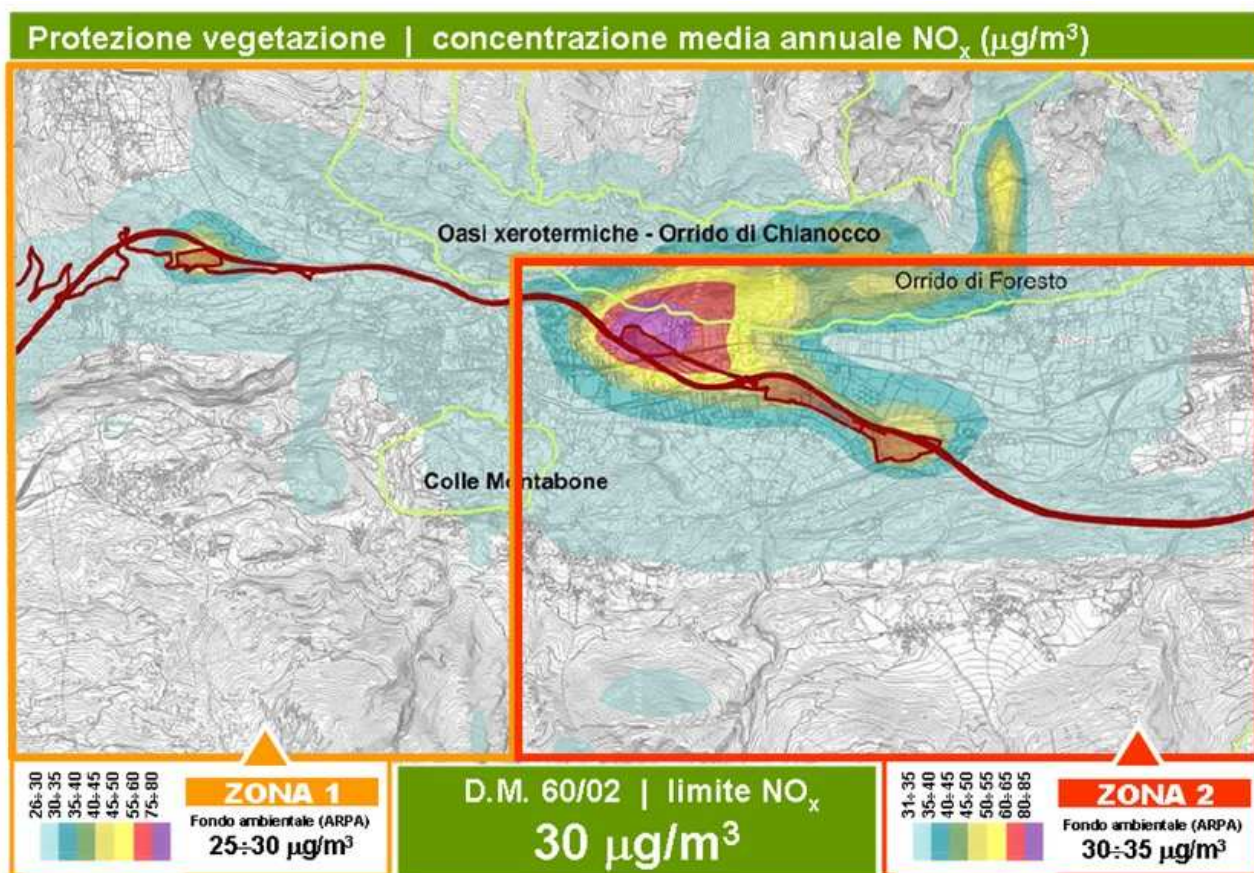 Protezione vegetazione | concentrazione media annuale NOₓ (µg/m³)
Oasi xerotermiche - Orrido di Chianocco
Orrido di Foresto
Colle Montabone
26÷30
30÷35
35÷40
40÷45
45÷50
55÷60
75÷80
ZONA 1
Fondo ambientale (ARPA)
25÷30 µg/m³
D.M. 60/02 | limite NOₓ
30 µg/m³
31÷35
35÷40
40÷45
45÷50
50÷55
60÷65
80÷85
ZONA 2
Fondo ambientale (ARPA)
30÷35 µg/m³